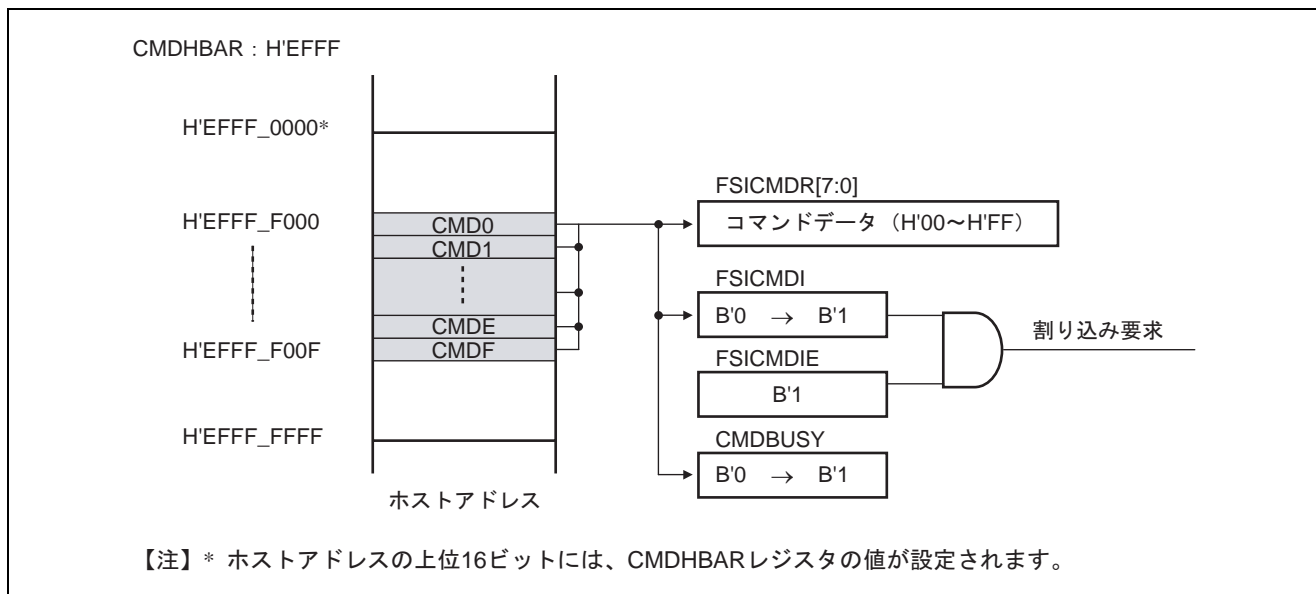 CMDHBAR : H'EFFF
H'EFFF_0000*
FSICMDR[7:0]
H'EFFF_F000
CMD0
コマンドデータ（H'00～H'FF）
CMD1
FSICMDI
B'0 → B'1
割り込み要求
CMDE
H'EFFF_F00F
CMDF
FSICMDIE
B'1
H'EFFF_FFFF
CMDBUSY
B'0 → B'1
ホストアドレス
【注】* ホストアドレスの上位16ビットには、CMDHBARレジスタの値が設定されます。